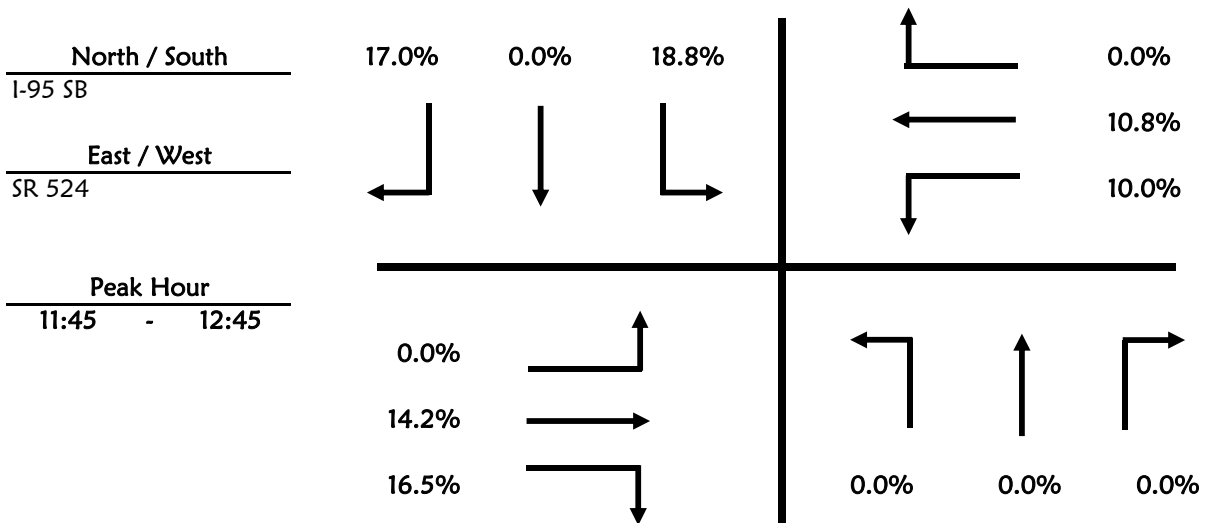 North / South
I-95 SB
East / West
SR 524
Peak Hour
11:45 - 12:45
17.0% 0.0% 18.8%
0.0%
10.8%
10.0%
0.0%
14.2%
16.5%
0.0% 0.0% 0.0%